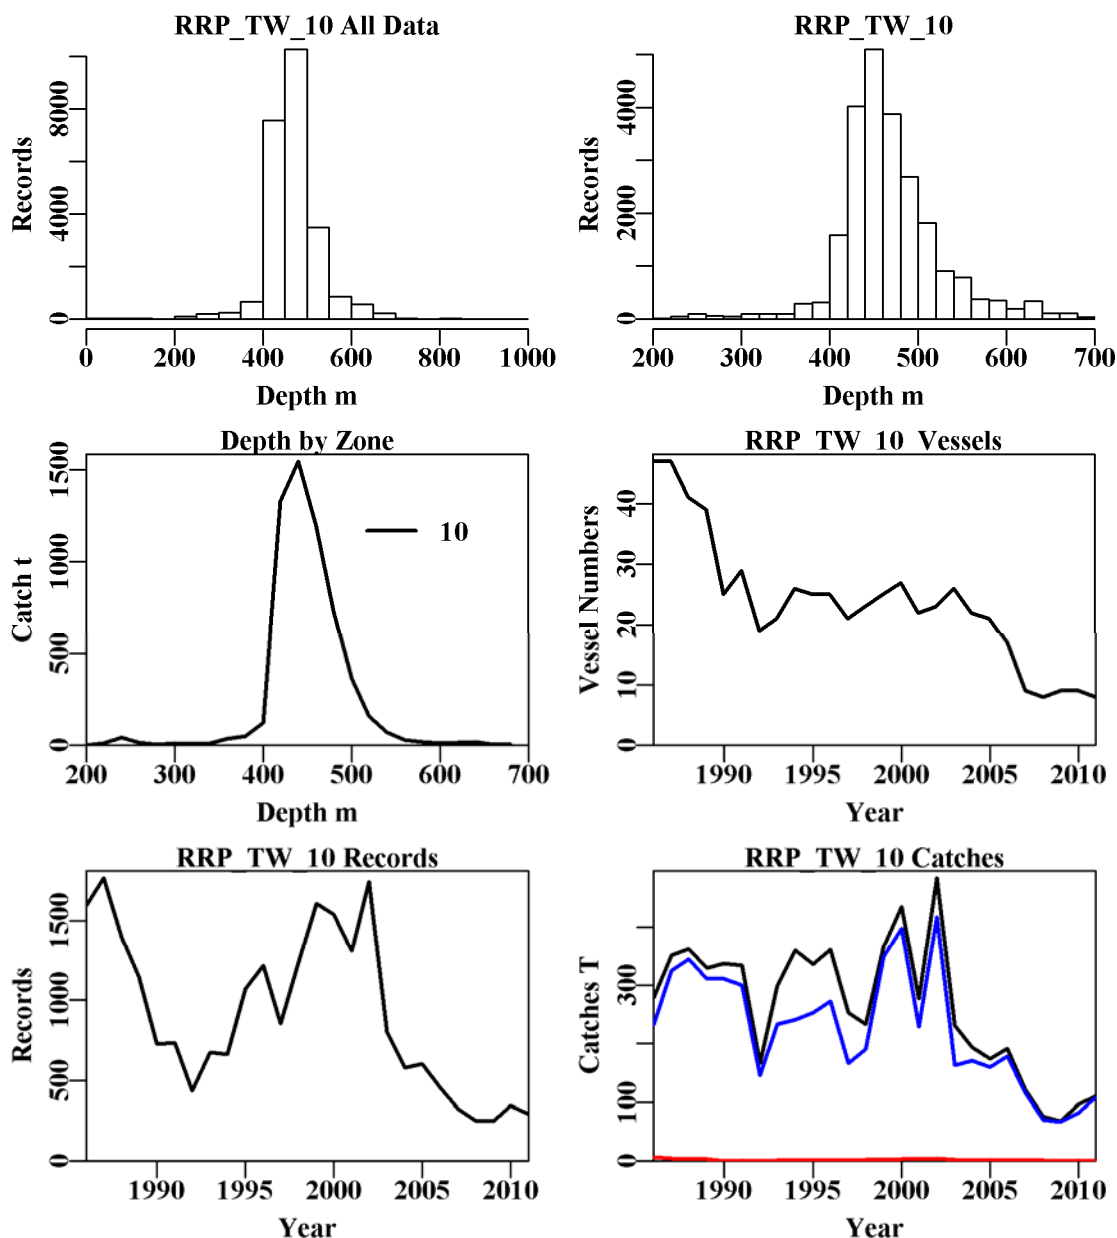 RRP_TW_10 All Data
Records
0 4000 8000
0 200 400 600 800 1000
Depth m
RRP_TW_10
Records
0 2000 4000
200 300 400 500 600 700
Depth m
Depth by Zone
10
Catch t
0 500 1000 1500
200 300 400 500 600 700
Depth m
RRP_TW_10 Vessels
Vessel Numbers
0 10 20 30 40
1990 1995 2000 2005 2010
Year
RRP_TW_10 Records
Records
0 500 1000 1500
1990 1995 2000 2005 2010
Year
RRP_TW_10 Catches
Catches T
0 100 300
1990 1995 2000 2005 2010
Year